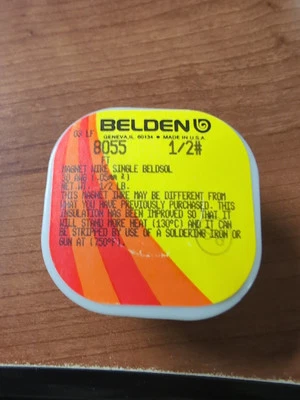 BELDEN
GENEVA, IL 60134 • MADE IN U.S.A.
8055 1/2#
FT
MAGNET WIRE SINGLE BELDSOL
NET WT. 1/2 LB.
THIS MAGNET WIRE MAY BE DIFFERENT FROM
THAT YOU HAVE PREVIOUSLY PURCHASED. THIS
INSULATION HAS BEEN IMPROVED SO THAT IT
WILL STAND MORE HEAT (130°C) AND IT CAN
BE STRIPPED BY USE OF A SOLDERING IRON OR
GUN AT (750°F).